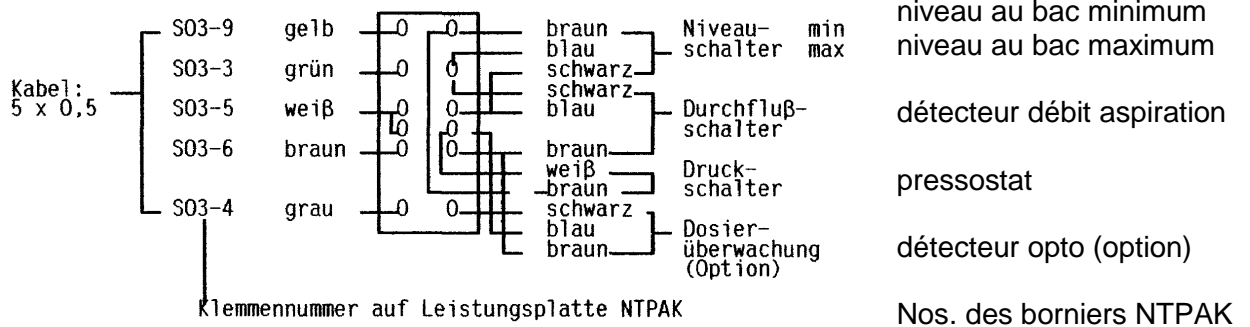 niveau au bac minimum
S03-9 gelb 0 0 braun Niveau- min
blau schalter max niveau au bac maximum
S03-3 grün 0 0 schwarz
Kabel: schwarz
5 x 0,5 S03-5 weiß 0 0 blau Durchfluß- détecteur débit aspiration
0 0 schalter
S03-6 braun 0 0 braun
weiß Druck-
braun schalter pressostat
S03-4 grau 0 0 schwarz
blau Dosier-
braun überwachung détecteur opto (option)
(Option)
Klemmennummer auf Leistungsplatte NTPAK Nos. des borniers NTPAK